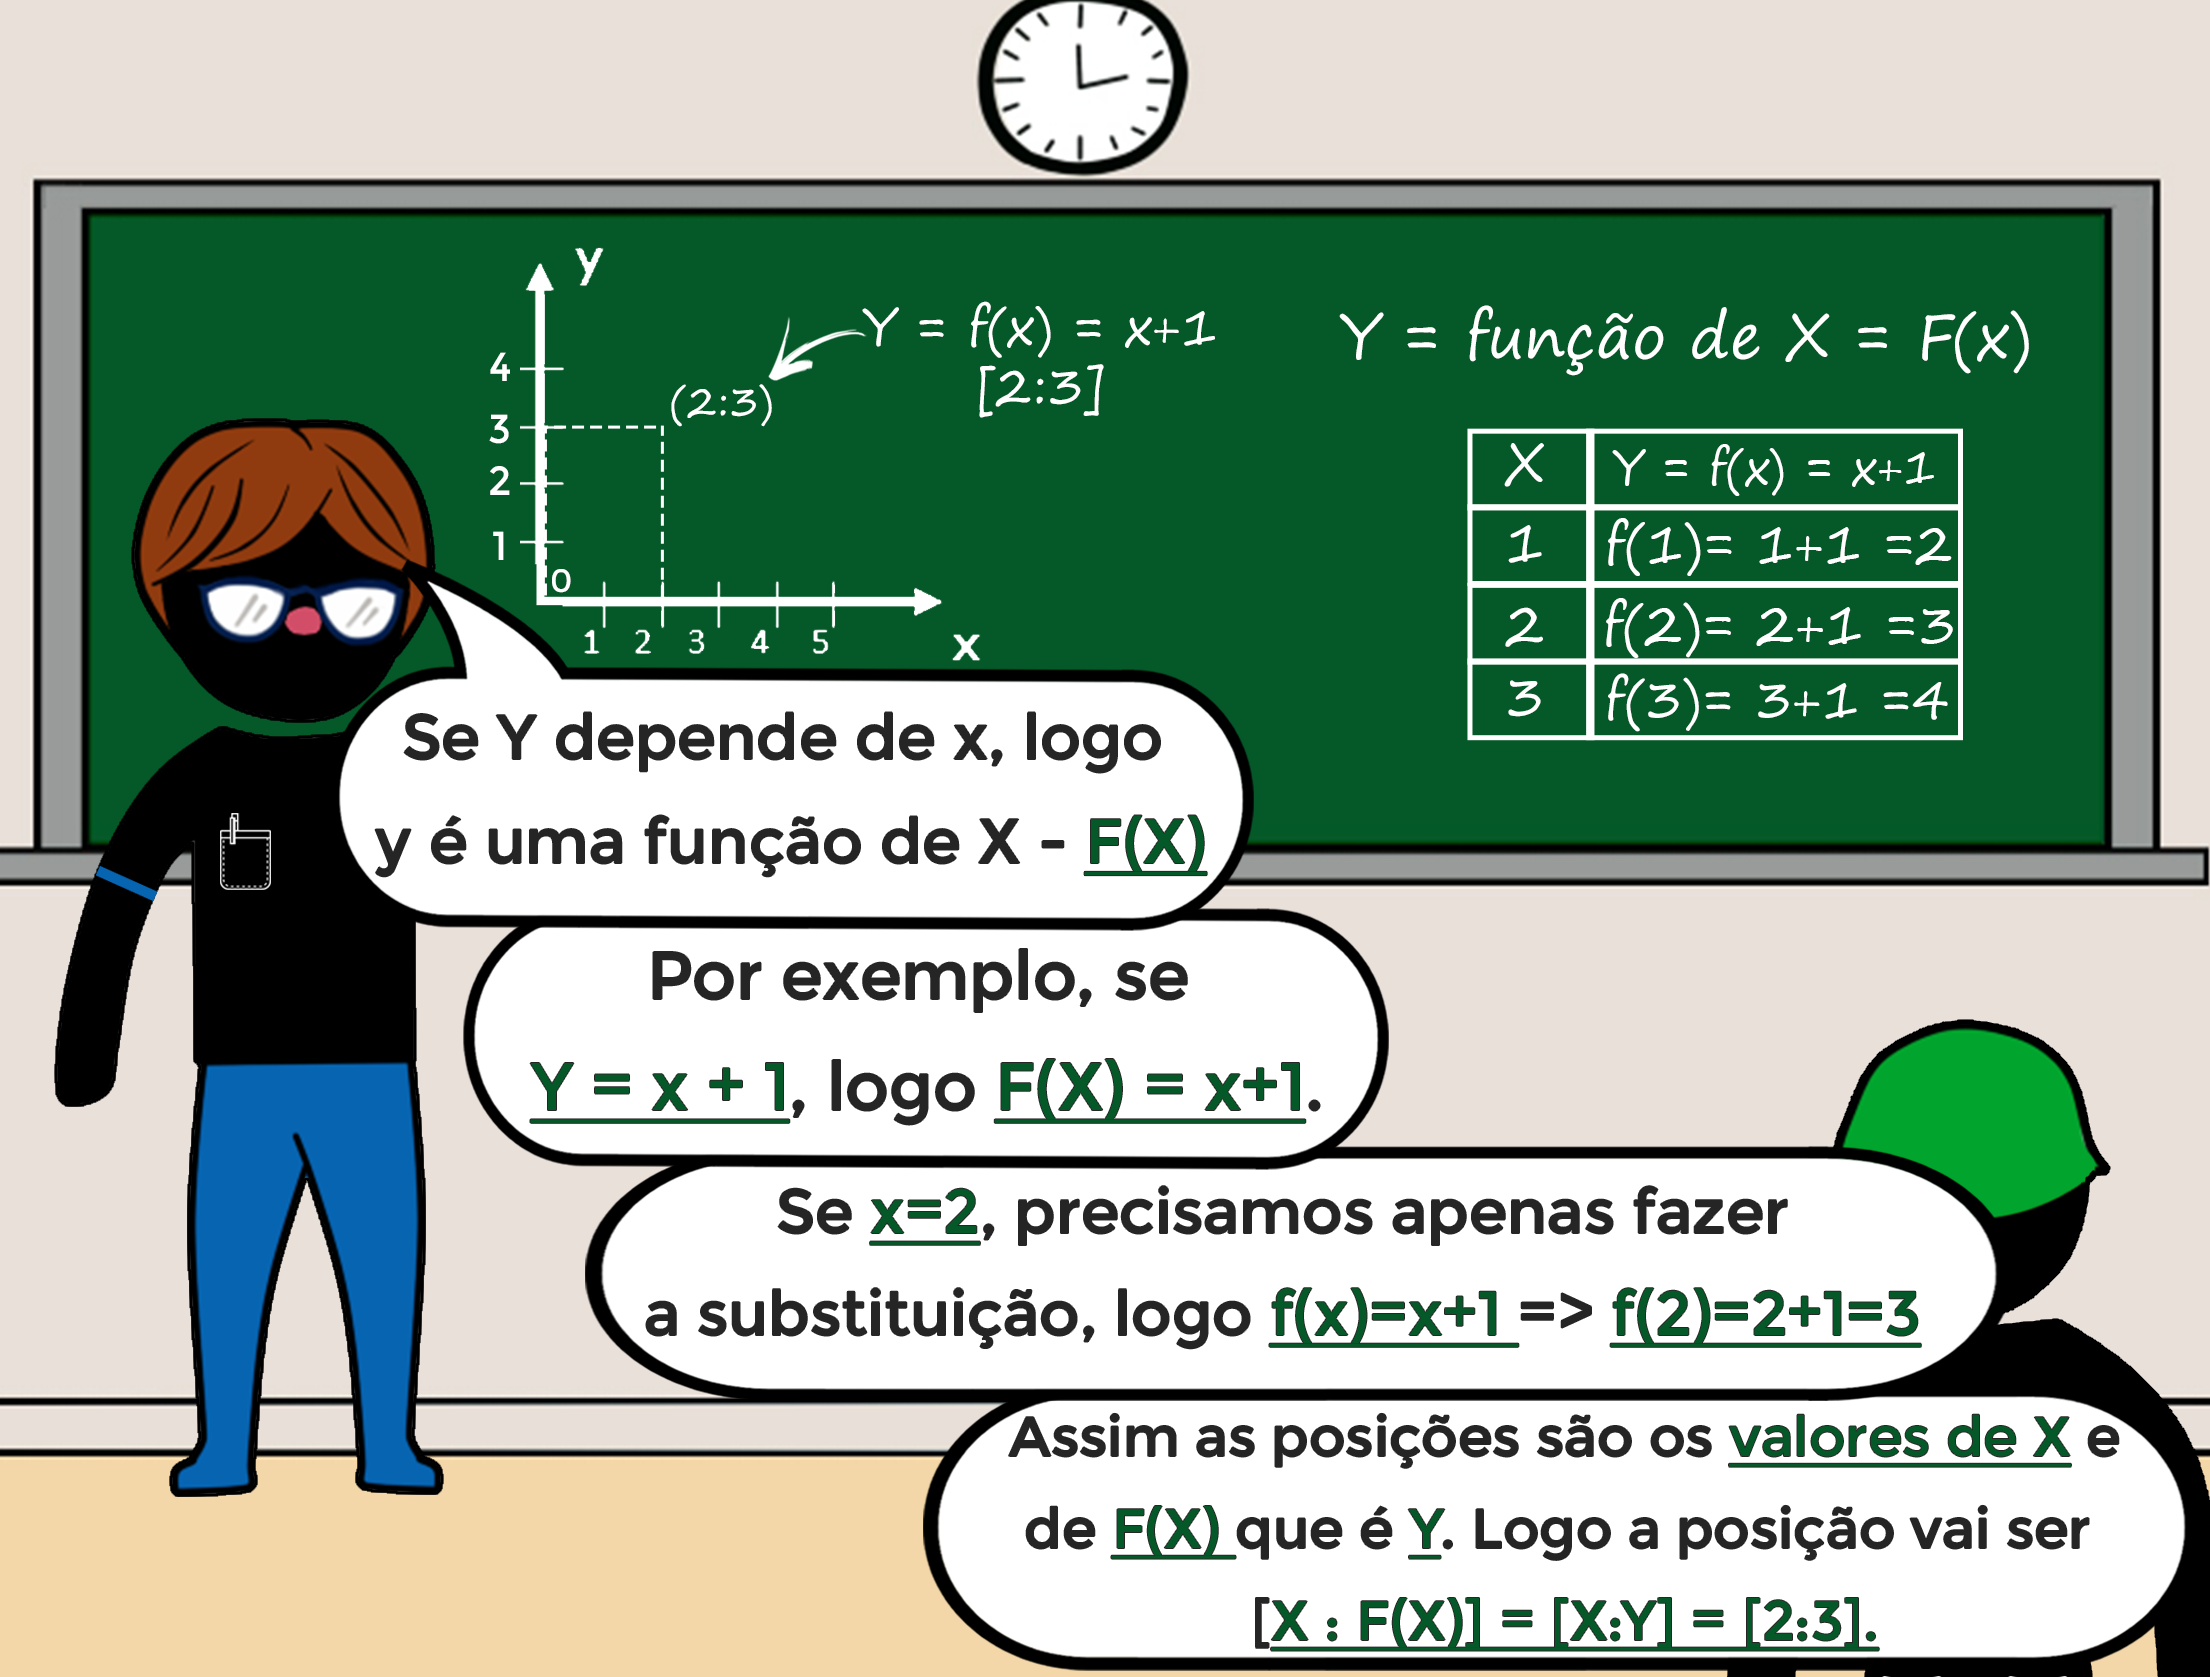 y
4
3
2
1
0
1 2 3 4 5
x
(2:3)
Y = f(x) = x+1
[2:3]
Y = função de X = F(x)
X Y = f(x) = x+1
1 f(1)= 1+1 =2
2 f(2)= 2+1 =3
3 f(3)= 3+1 =4
Se Y depende de x, logo
y é uma função de X - F(X)
Por exemplo, se
Y = x + 1, logo F(X) = x+1.
Se x=2, precisamos apenas fazer
a substituição, logo f(x)=x+1 => f(2)=2+1=3
Assim as posições são os valores de X e
de F(X) que é Y. Logo a posição vai ser
[X : F(X)] = [X:Y] = [2:3].